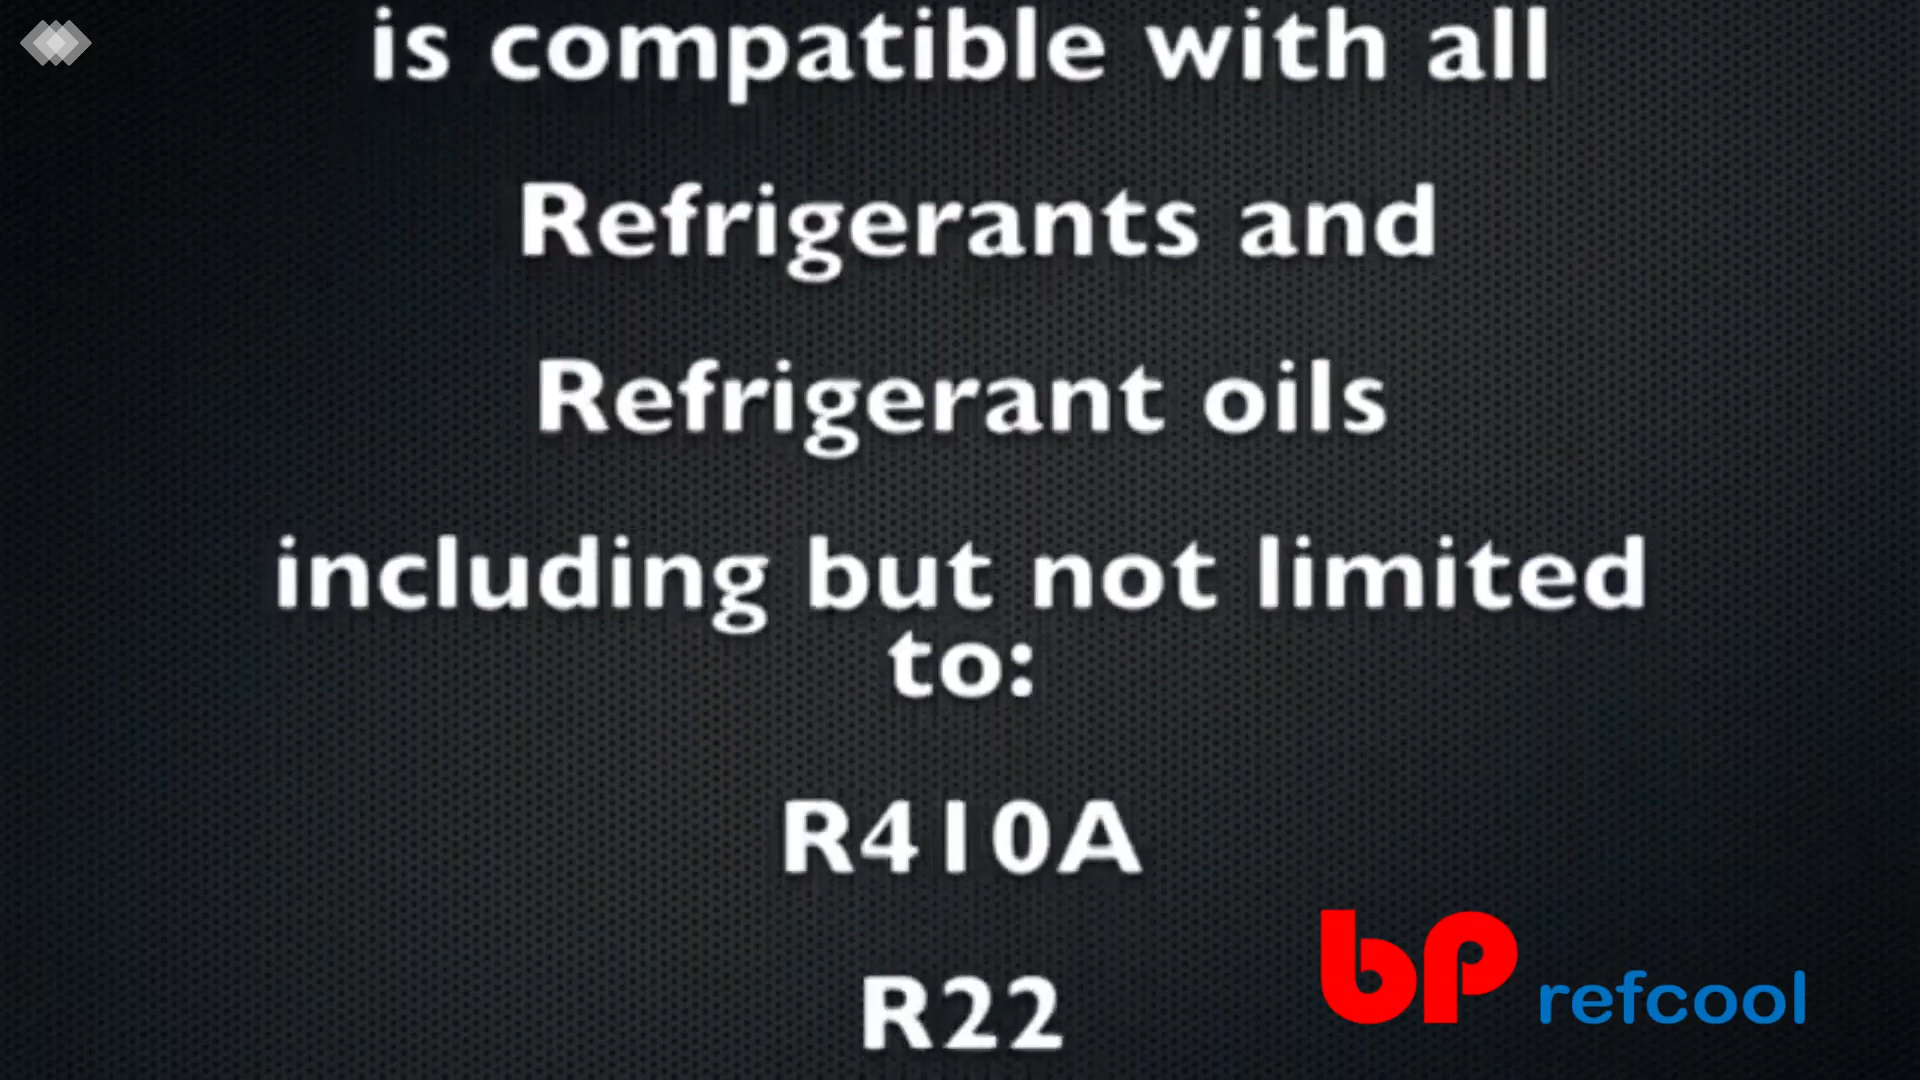 is compatible with all
Refrigerants and
Refrigerant oils
including but not limited
to:
R410A
R22
bP refcool